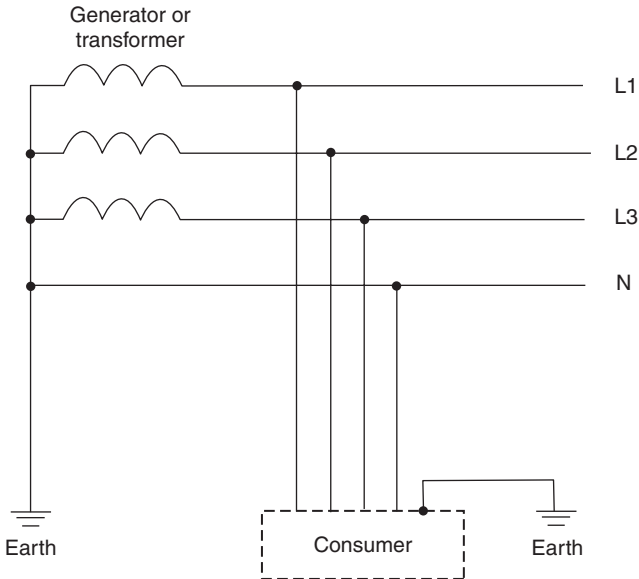 Generator or
transformer
L1
L2
L3
N
Earth
Consumer
Earth